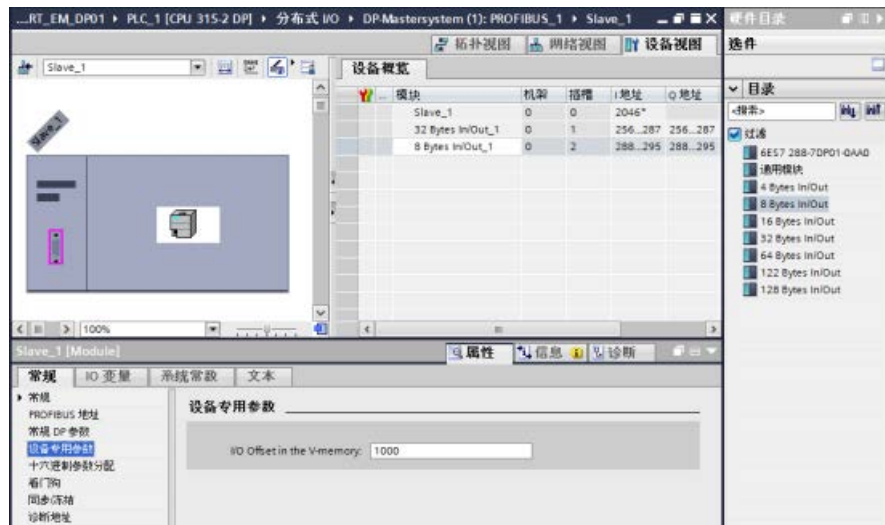 ...RT_EM_DP01 ▸ PLC_1 [CPU 315-2 DP] ▸ 分布式 I/O ▸ DP-Mastersystem (1): PROFIBUS_1 ▸ Slave_1
硬件目录
拓扑视图 网络视图 设备视图
选件
Slave_1
设备概览
模块 机架 插槽 I 地址 Q 地址
Slave_1 0 0 2046*
32 Bytes In/Out_1 0 1 256...287 256...287
8 Bytes In/Out_1 0 2 288...295 288...295
Slave_1
目录
<搜索>
过滤
6ES7 288-7DP01-0AA0
通用模块
4 Bytes In/Out
8 Bytes In/Out
16 Bytes In/Out
32 Bytes In/Out
64 Bytes In/Out
122 Bytes In/Out
128 Bytes In/Out
100%
Slave_1 [Module]
属性 信息 诊断
常规 IO 变量 系统常数 文本
常规
PROFIBUS 地址
常规 DP 参数
设备专用参数
十六进制参数分配
看门狗
同步/冻结
诊断地址
设备专用参数
I/O Offset in the V-memory: 1000